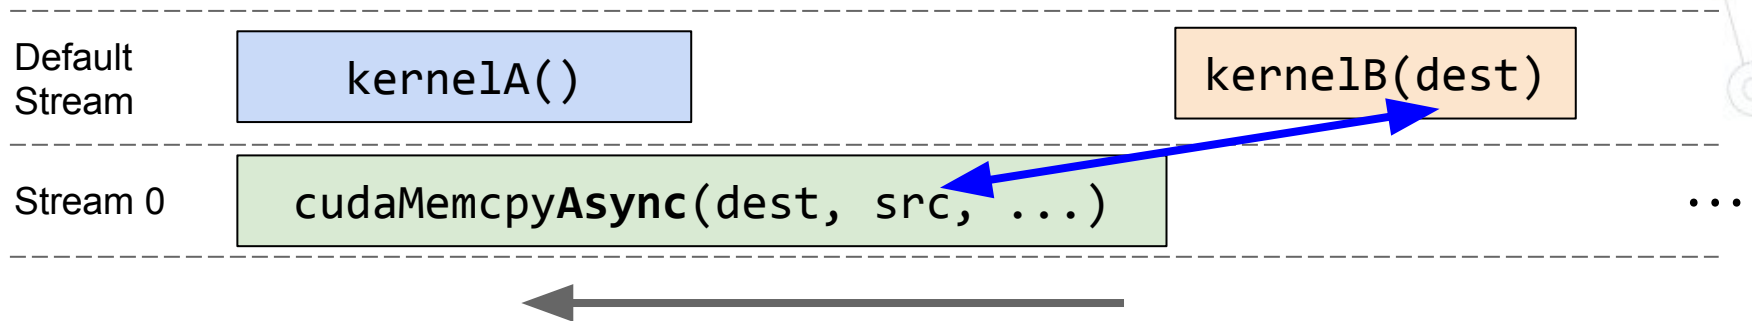 Default
Stream
kernelA()
kernelB(dest)
Stream 0
cudaMemcpyAsync(dest, src, ...)
...